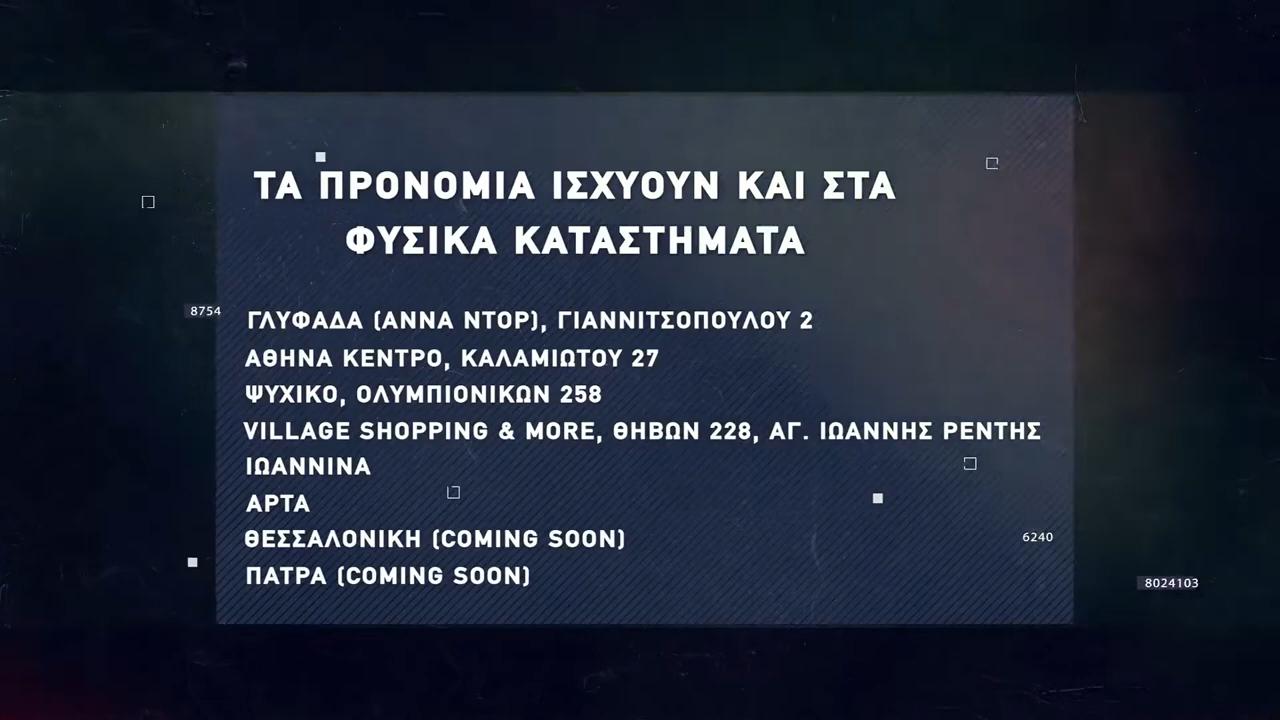 ΤΑ ΠΡΟΝΟΜΙΑ ΙΣΧΥΟΥΝ ΚΑΙ ΣΤΑ
ΦΥΣΙΚΑ ΚΑΤΑΣΤΗΜΑΤΑ
8754
ΓΛΥΦΑΔΑ (ΑΝΝΑ ΝΤΟΡ), ΓΙΑΝΝΙΤΣΟΠΟΥΛΟΥ 2
ΑΘΗΝΑ ΚΕΝΤΡΟ, ΚΑΛΑΜΙΩΤΟΥ 27
ΨΥΧΙΚΟ, ΟΛΥΜΠΙΟΝΙΚΩΝ 258
VILLAGE SHOPPING & MORE, ΘΗΒΩΝ 228, ΑΓ. ΙΩΑΝΝΗΣ ΡΕΝΤΗΣ
ΙΩΑΝΝΙΝΑ
ΑΡΤΑ
ΘΕΣΣΑΛΟΝΙΚΗ (COMING SOON)
6240
ΠΑΤΡΑ (COMING SOON)
8024103